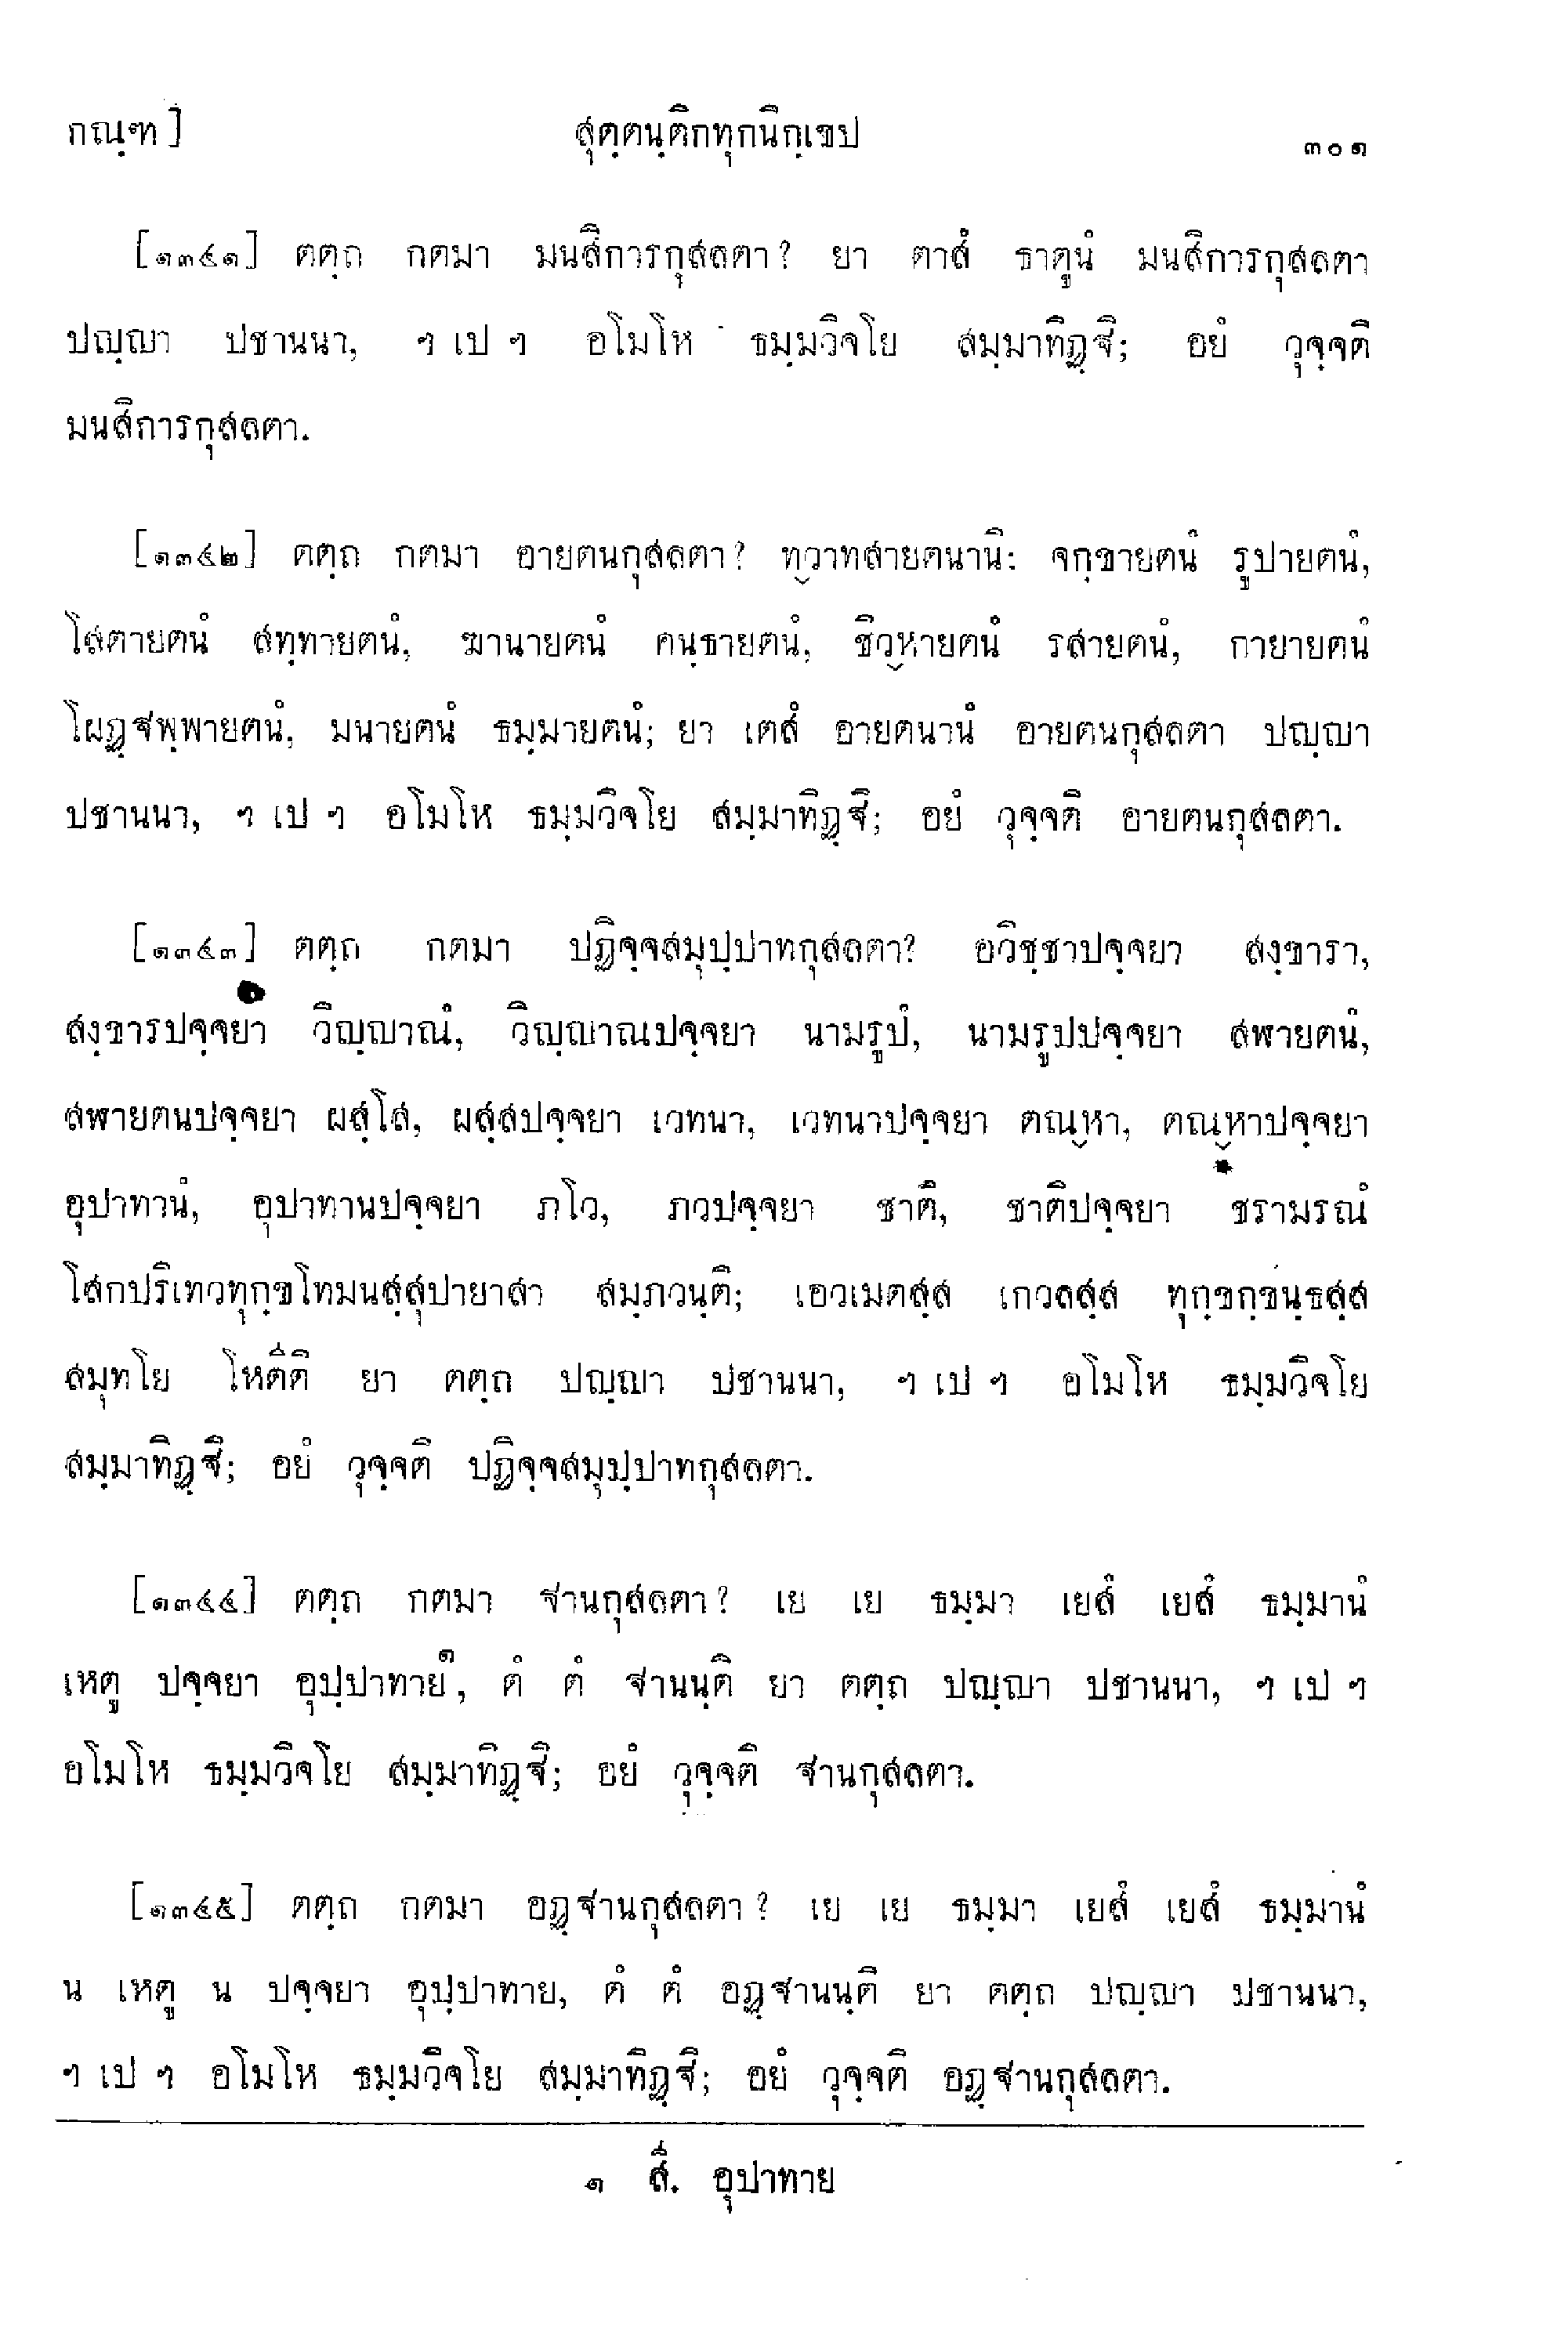 กณฺฑ]
สุตฺตนฺติกทุกนิกฺเขป
๓๐๑
[๑๓๔๑] ตตฺถ กตมา มนสิการกุสลตา? ยา ตาสํ ธาตูนํ มนสิการกุสลตา
ปญฺญา ปชานนา, ฯ เป ฯ อโมโห ธมฺมวิจโย สมฺมาทิฏฺฐิ; อยํ วุจฺจติ
มนสิการกุสลตา.
[๑๓๔๒] ตตฺถ กตมา อายตนกุสลตา? ทฺวาทสายตนานิ: จกฺขายตนํ รูปายตนํ,
โสตายตนํ สทฺทายตนํ, ฆานายตนํ คนฺธายตนํ, ชิวฺหายตนํ รสายตนํ, กายายตนํ
โผฏฺฐพฺพายตนํ, มนายตนํ ธมฺมายตนํ; ยา เตสํ อายตนานํ อายตนกุสลตา ปญฺญา
ปชานนา, ฯ เป ฯ อโมโห ธมฺมวิจโย สมฺมาทิฏฺฐิ; อยํ วุจฺจติ อายตนกุสลตา.
[๑๓๔๓] ตตฺถ กตมา ปฏิจฺจสมุปฺปาทกุสลตา? อวิชฺชาปจฺจยา สงฺขารา,
สงฺขารปจฺจยา วิญฺญาณํ, วิญฺญาณปจฺจยา นามรูปํ, นามรูปปจฺจยา สฬายตนํ,
สฬายตนปจฺจยา ผสฺโส, ผสฺสปจฺจยา เวทนา, เวทนาปจฺจยา ตณฺหา, ตณฺหาปจฺจยา
อุปาทานํ, อุปาทานปจฺจยา ภโว, ภวปจฺจยา ชาติ, ชาติปจฺจยา ชรามรณํ
โสกปริเทวทุกฺขโทมนสฺสุปายาสา สมฺภวนฺติ; เอวเมตสฺส เกวลสฺส ทุกฺขกฺขนฺธสฺส
สมุทโย โหตี่ติ ยา ตตฺถ ปญฺญา ปชานนา, ฯ เป ฯ อโมโห ธมฺมวิจโย
สมฺมาทิฏฺฐิ; อยํ วุจฺจติ ปฏิจฺจสมุปฺปาทกุสลตา.
[๑๓๔๔] ตตฺถ กตมา ฐานกุสลตา? เย เย ธมฺมา เยสํ เยสํ ธมฺมานํ
เหตู ปจฺจยา อุปฺปาทาย๑, ตํ ตํ ฐานนฺติ ยา ตตฺถ ปญฺญา ปชานนา, ฯ เป ฯ
อโมโห ธมฺมวิจโย สมฺมาทิฏฺฐิ; อยํ วุจฺจติ ฐานกุสลตา.
[๑๓๔๕] ตตฺถ กตมา อฏฺฐานกุสลตา? เย เย ธมฺมา เยสํ เยสํ ธมฺมานํ
น เหตู น ปจฺจยา อุปฺปาทาย, ตํ ตํ อฏฺฐานนฺติ ยา ตตฺถ ปญฺญา ปชานนา,
ฯ เป ฯ อโมโห ธมฺมวิจโย สมฺมาทิฏฺฐิ; อยํ วุจฺจติ อฏฺฐานกุสลตา.
๑ สี่. อุปาทาย